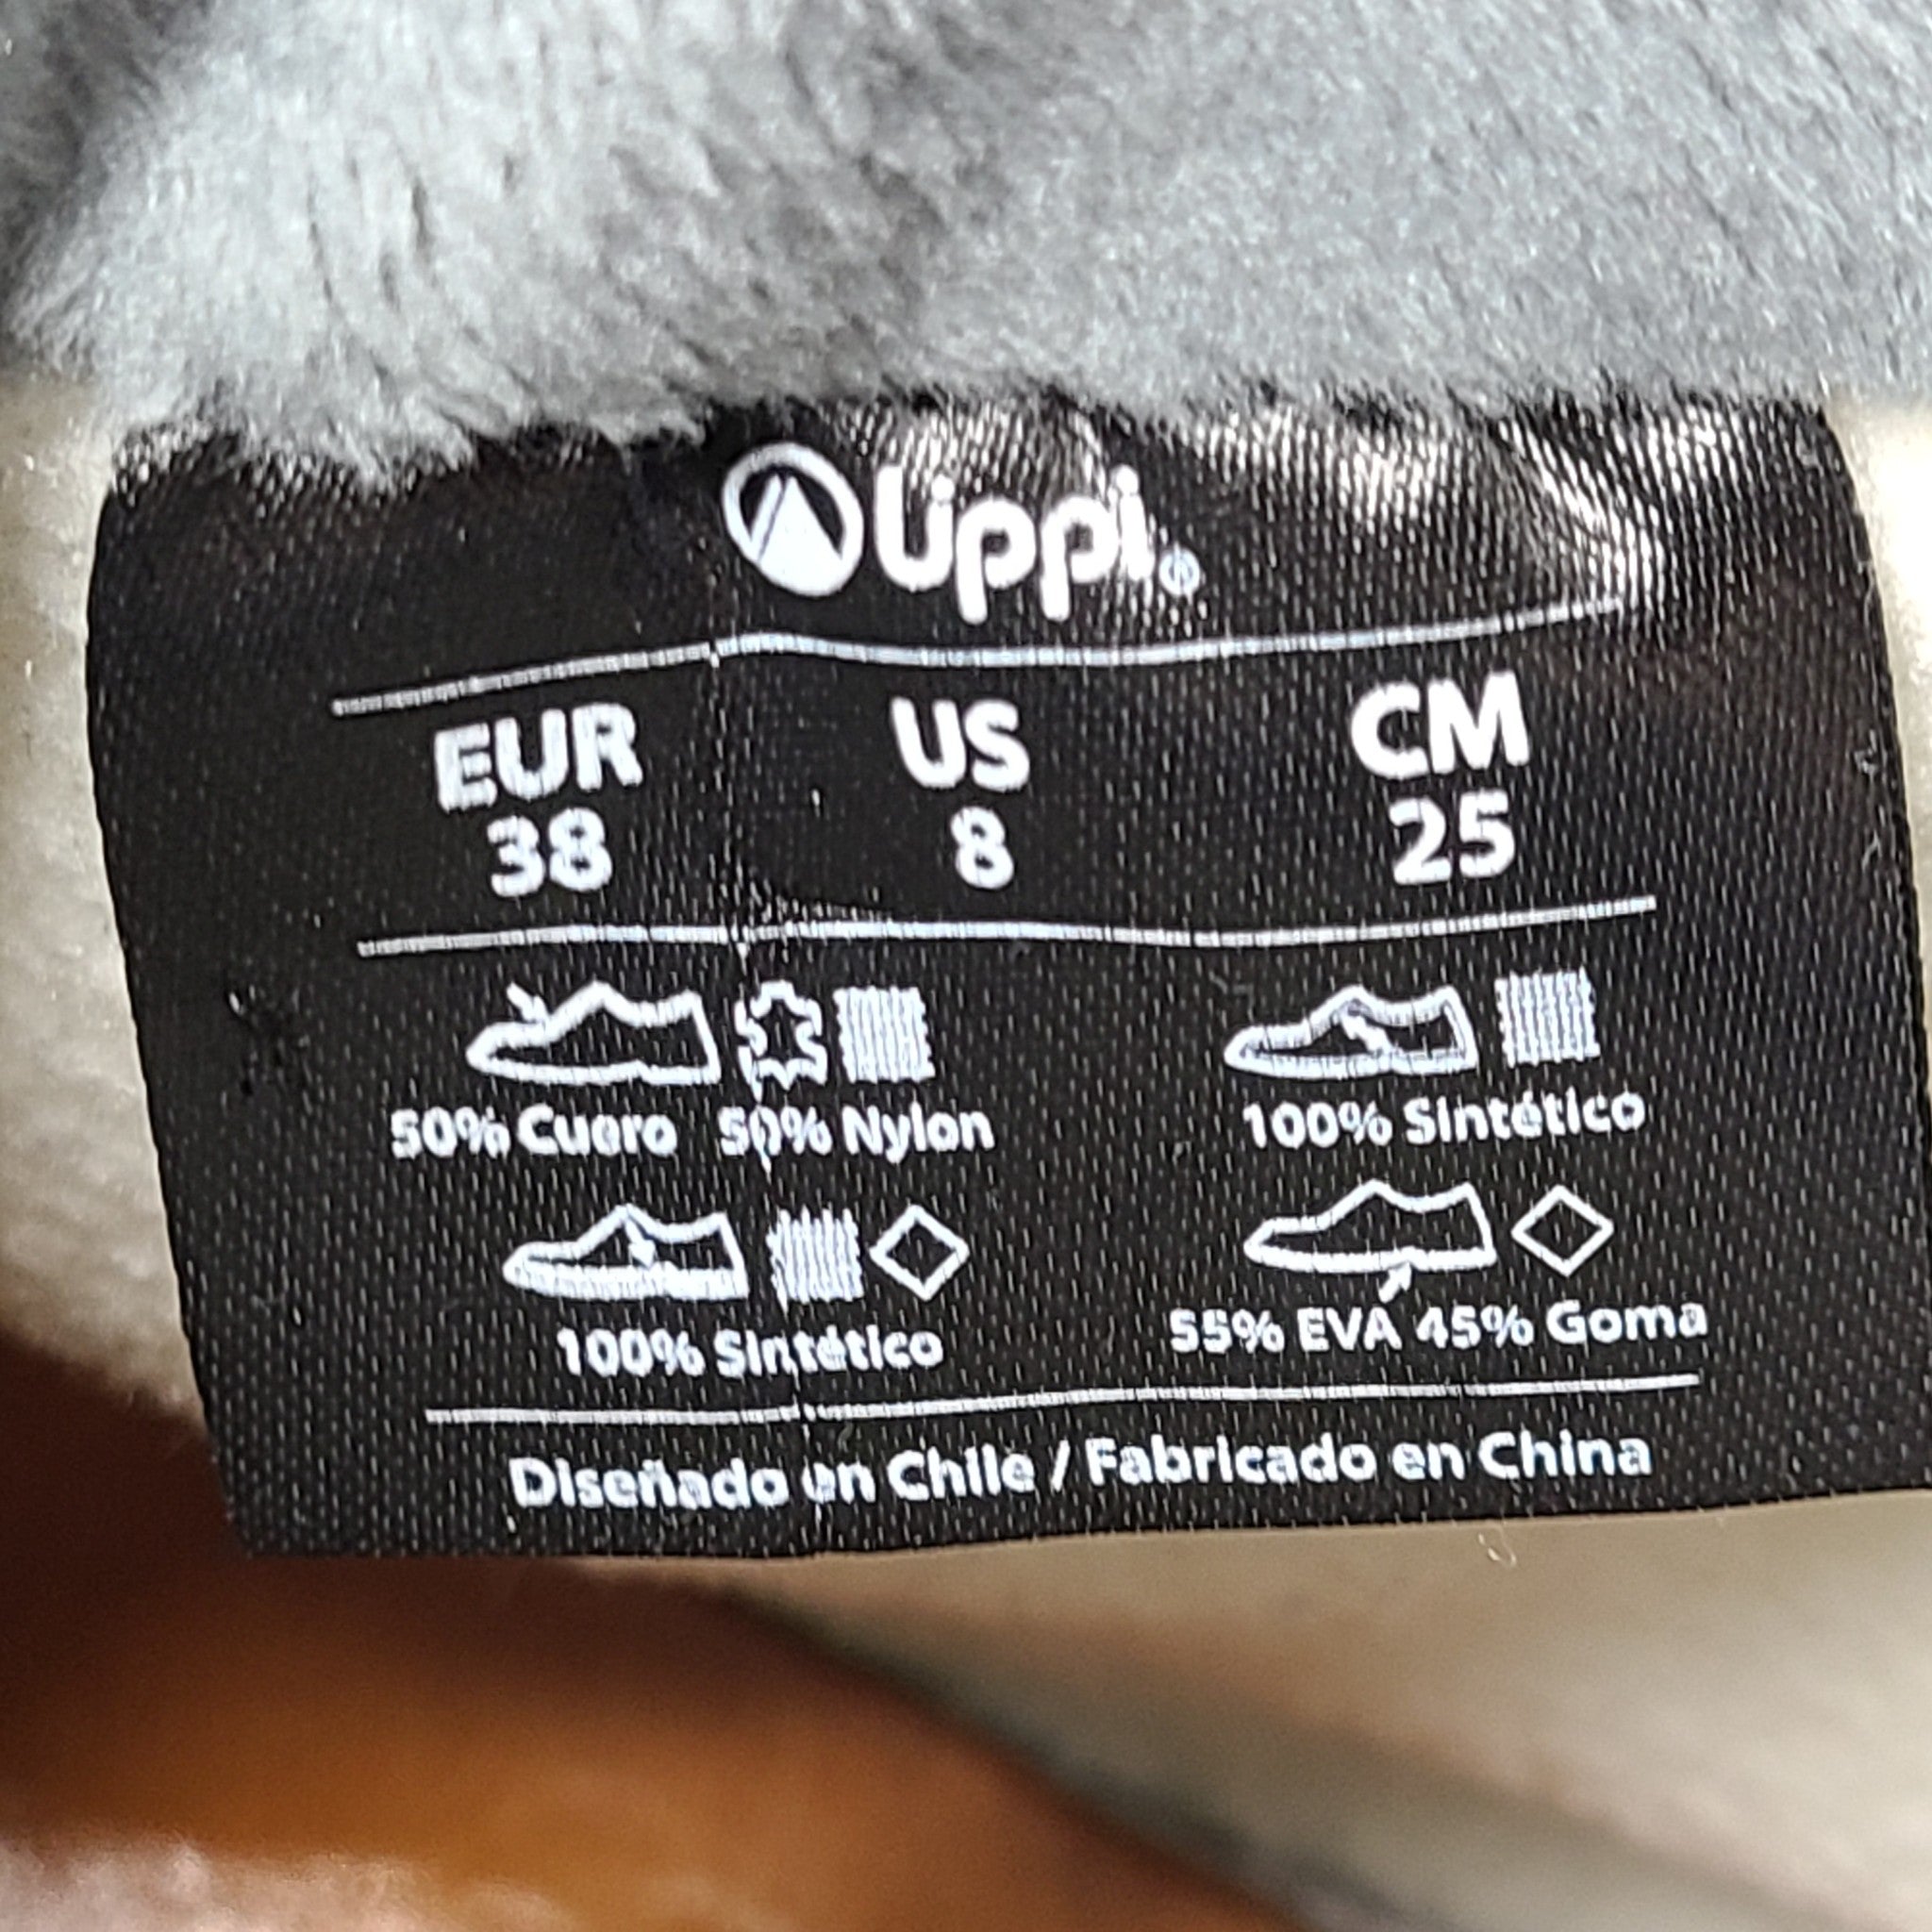 Lippi®
EUR US CM
38 8 25
50% Cuero 50% Nylon 100% Sintético
100% Sintético 55% EVA 45% Goma
Diseñado en Chile / Fabricado en China